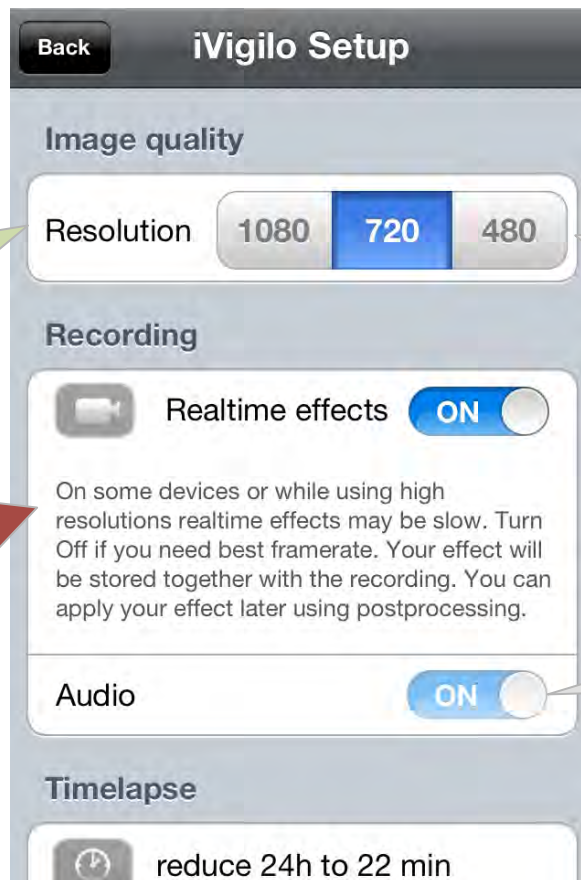 Back
iVigilo Setup
Image quality
Resolution 1080 720 480
Recording
Realtime effects ON
On some devices or while using high
resolutions realtime effects may be slow. Turn
Off if you need best framerate. Your effect will
be stored together with the recording. You can
apply your effect later using postprocessing.
Audio ON
Timelapse
reduce 24h to 22 min